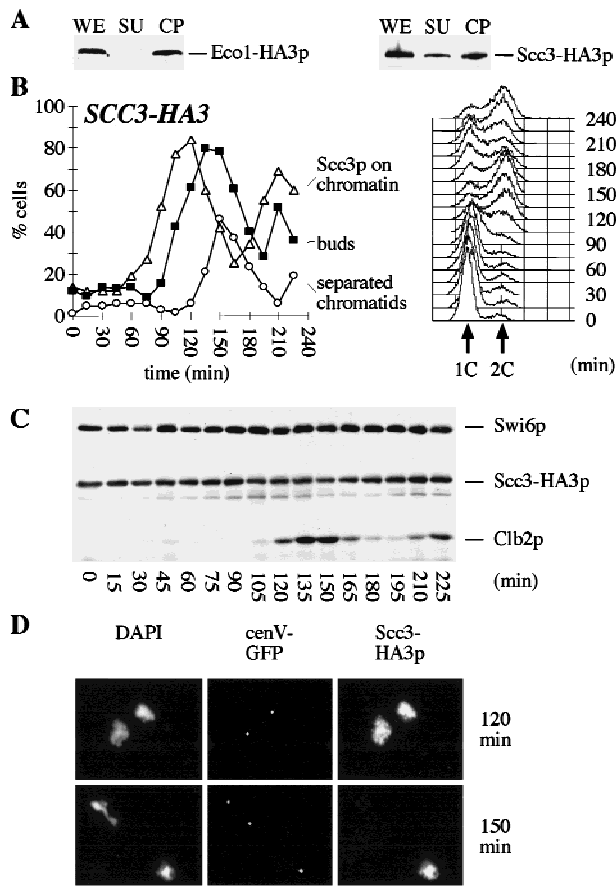 A
WE SU CP
Eco1-HA3p
WE SU CP
Scc3-HA3p
B
SCC3-HA3
% cells
100
80
60
40
20
0
0
30
60
90
120
150
180
210
240
time (min)
Scc3p on
chromatin
buds
separated
chromatids
240
210
180
150
120
90
60
30
0
1C 2C
(min)
C
Swi6p
Scc3-HA3p
Clb2p
0
15
30
45
60
75
90
105
120
135
150
165
180
195
210
225
(min)
D
DAPI
cenV-
GFP
Scc3-
HA3p
120
min
150
min